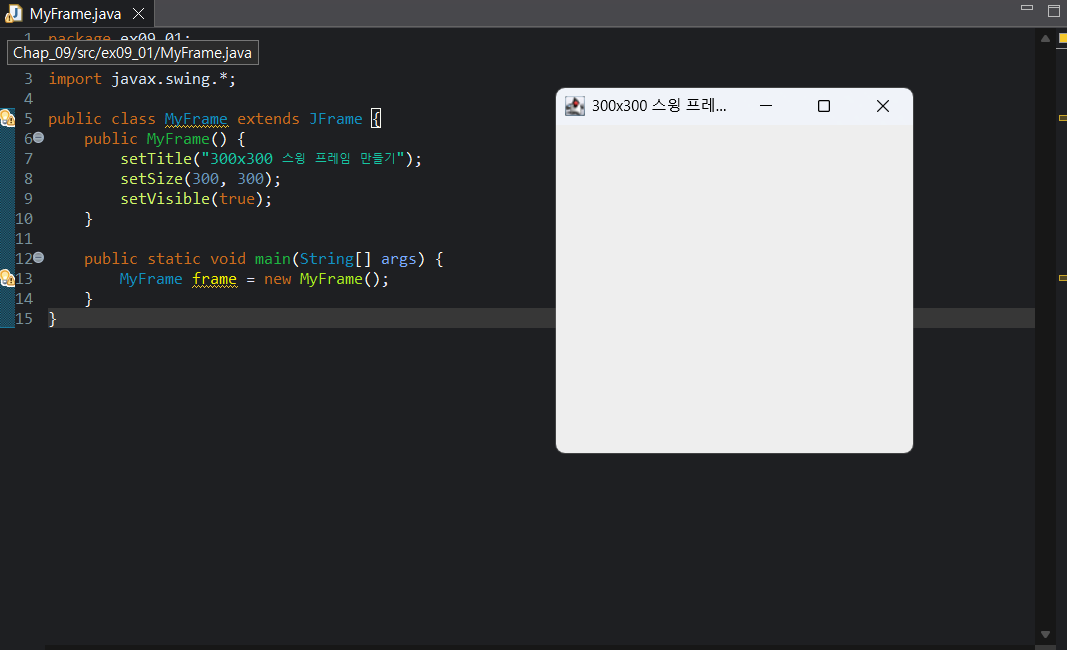 MyFrame.java
1 package ex09_01;
Chap_09/src/ex09_01/MyFrame.java
3 import javax.swing.*;
4
5 public class MyFrame extends JFrame {
6 public MyFrame() {
7 setTitle("300x300 스윙 프레임 만들기");
8 setSize(300, 300);
9 setVisible(true);
10 }
11
12 public static void main(String[] args) {
13 MyFrame frame = new MyFrame();
14 }
15 }
300x300 스윙 프레...